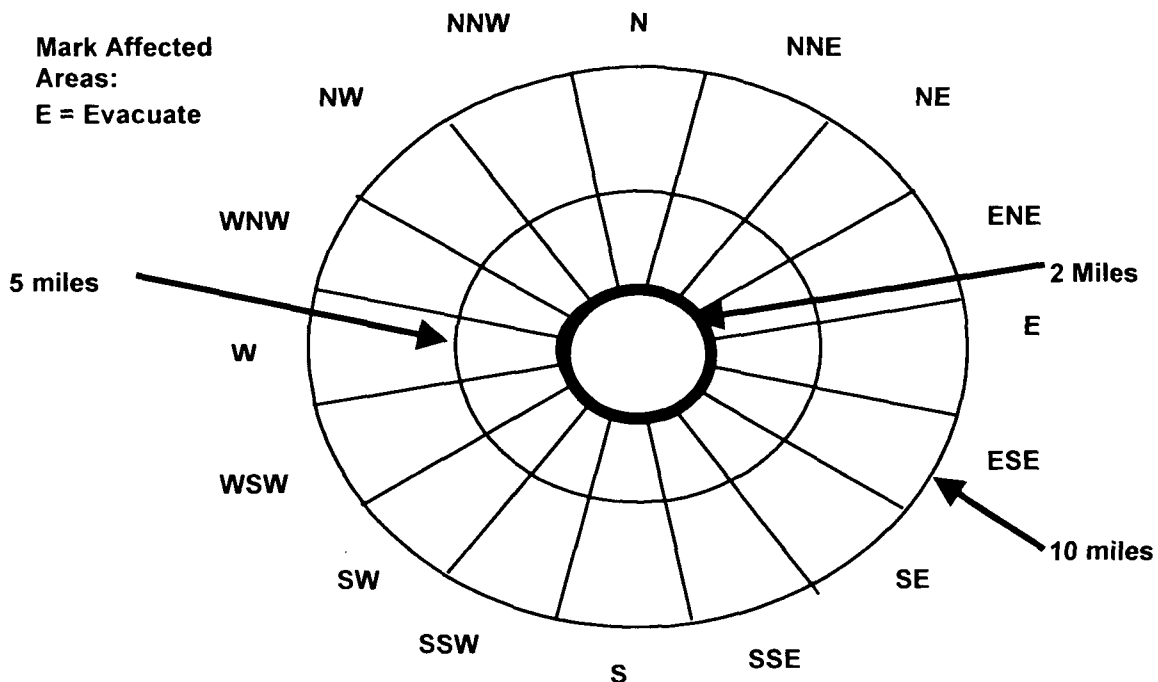 NNW
N
NNE
Mark Affected
Areas:
E = Evacuate
NW
NE
WNW
ENE
5 miles
2 Miles
W
E
WSW
ESE
10 miles
SW
SE
SSW
S
SSE